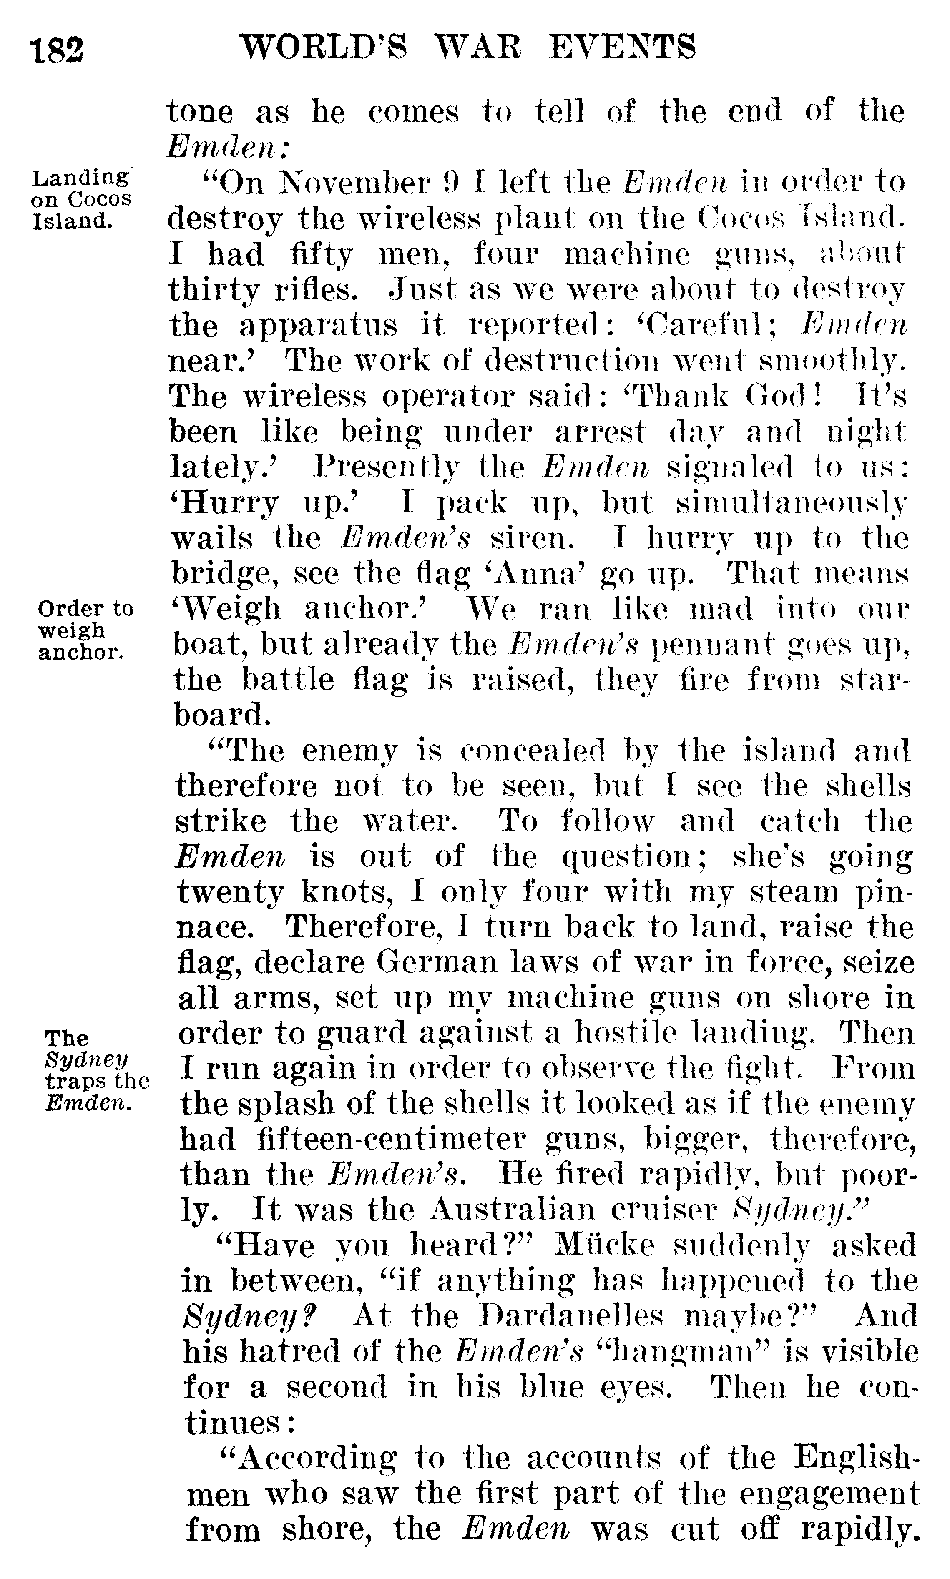 182 WORLD'S WAR EVENTS
tone as he comes to tell of the end of the
Emden:
Landing
on Cocos
Island.
"On November 9 I left the Emden in order to
destroy the wireless plant on the Cocos Island.
I had fifty men, four machine guns, about
thirty rifles. Just as we were about to destroy
the apparatus it reported: 'Careful; Emden
near.' The work of destruction went smoothly.
The wireless operator said: 'Thank God! It's
been like being under arrest day and night
lately.' Presently the Emden signaled to us:
'Hurry up.' I pack up, but simultaneously
wails the Emden's siren. I hurry up to the
bridge, see the flag 'Anna' go up. That means
Order to
weigh
anchor.
'Weigh anchor.' We ran like mad into our
boat, but already the Emden's pennant goes up,
the battle flag is raised, they fire from star-
board.
"The enemy is concealed by the island and
therefore not to be seen, but I see the shells
strike the water. To follow and catch the
Emden is out of the question; she's going
twenty knots, I only four with my steam pin-
nace. Therefore, I turn back to land, raise the
flag, declare German laws of war in force, seize
all arms, set up my machine guns on shore in
The
Sydney
traps the
Emden.
order to guard against a hostile landing. Then
I run again in order to observe the fight. From
the splash of the shells it looked as if the enemy
had fifteen-centimeter guns, bigger, therefore,
than the Emden's. He fired rapidly, but poor-
ly. It was the Australian cruiser Sydney."
"Have you heard?" Mücke suddenly asked
in between, "if anything has happened to the
Sydney? At the Dardanelles maybe?" And
his hatred of the Emden's "hangman" is visible
for a second in his blue eyes. Then he con-
tinues:
"According to the accounts of the English-
men who saw the first part of the engagement
from shore, the Emden was cut off rapidly.